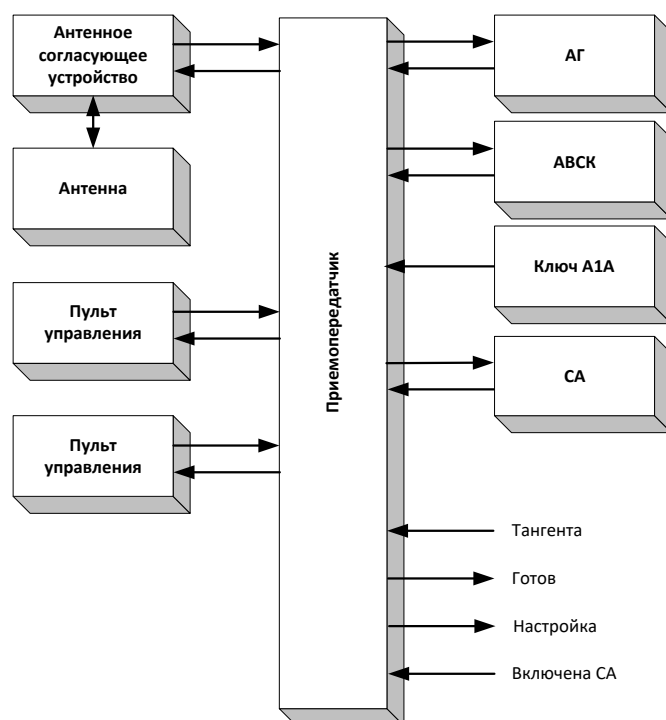 Антенное
согласующее
устройство
Антенна
Пульт
управления
Пульт
управления
Приемопередатчик
АГ
АВСК
Ключ А1А
СА
Тангента
Готов
Настройка
Включена СА